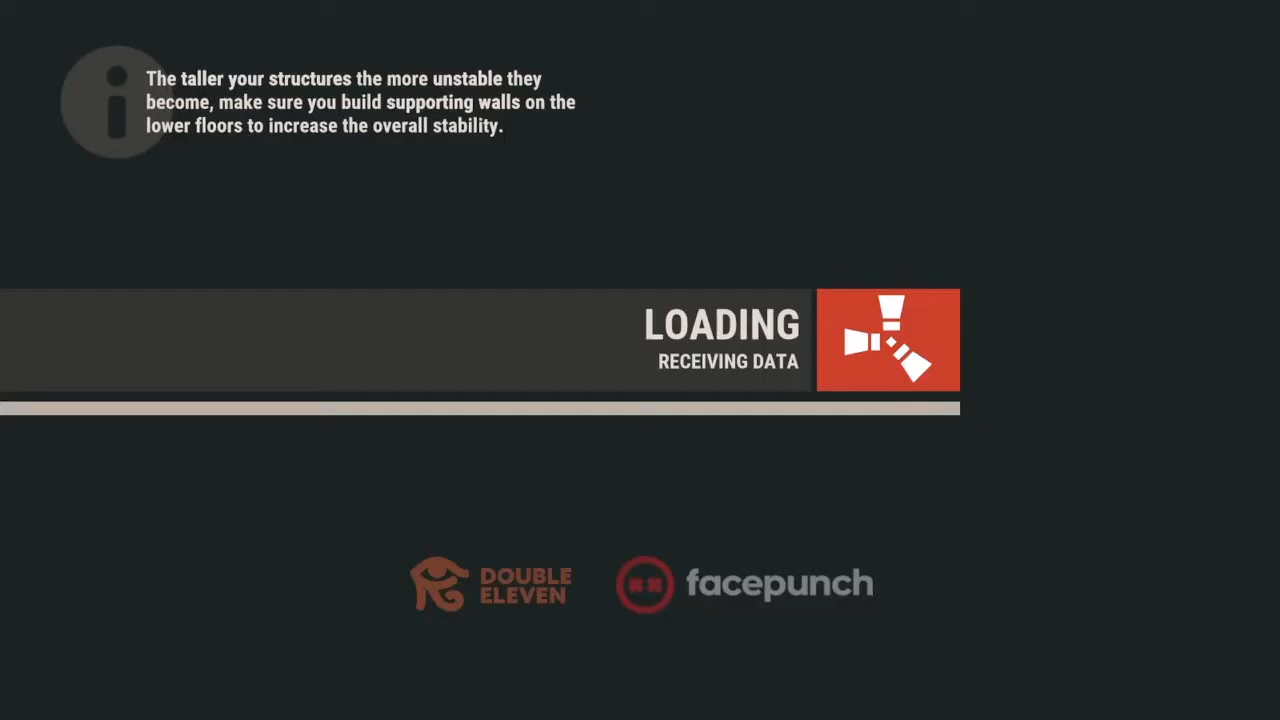 The taller your structures the more unstable they
become, make sure you build supporting walls on the
lower floors to increase the overall stability.
LOADING
RECEIVING DATA
DOUBLE
ELEVEN
facepunch